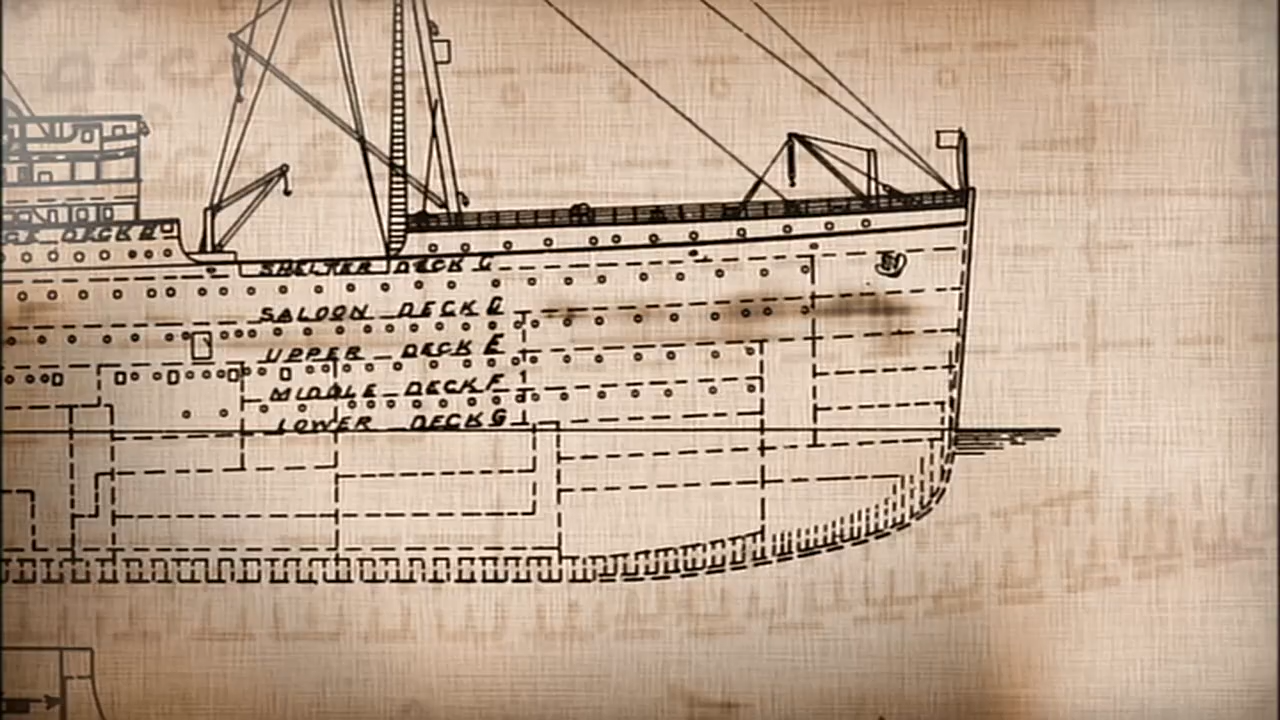 DECK B
SHELTER DECK C
SALOON DECK D
UPPER DECK E
MIDDLE DECK F
LOWER DECK G